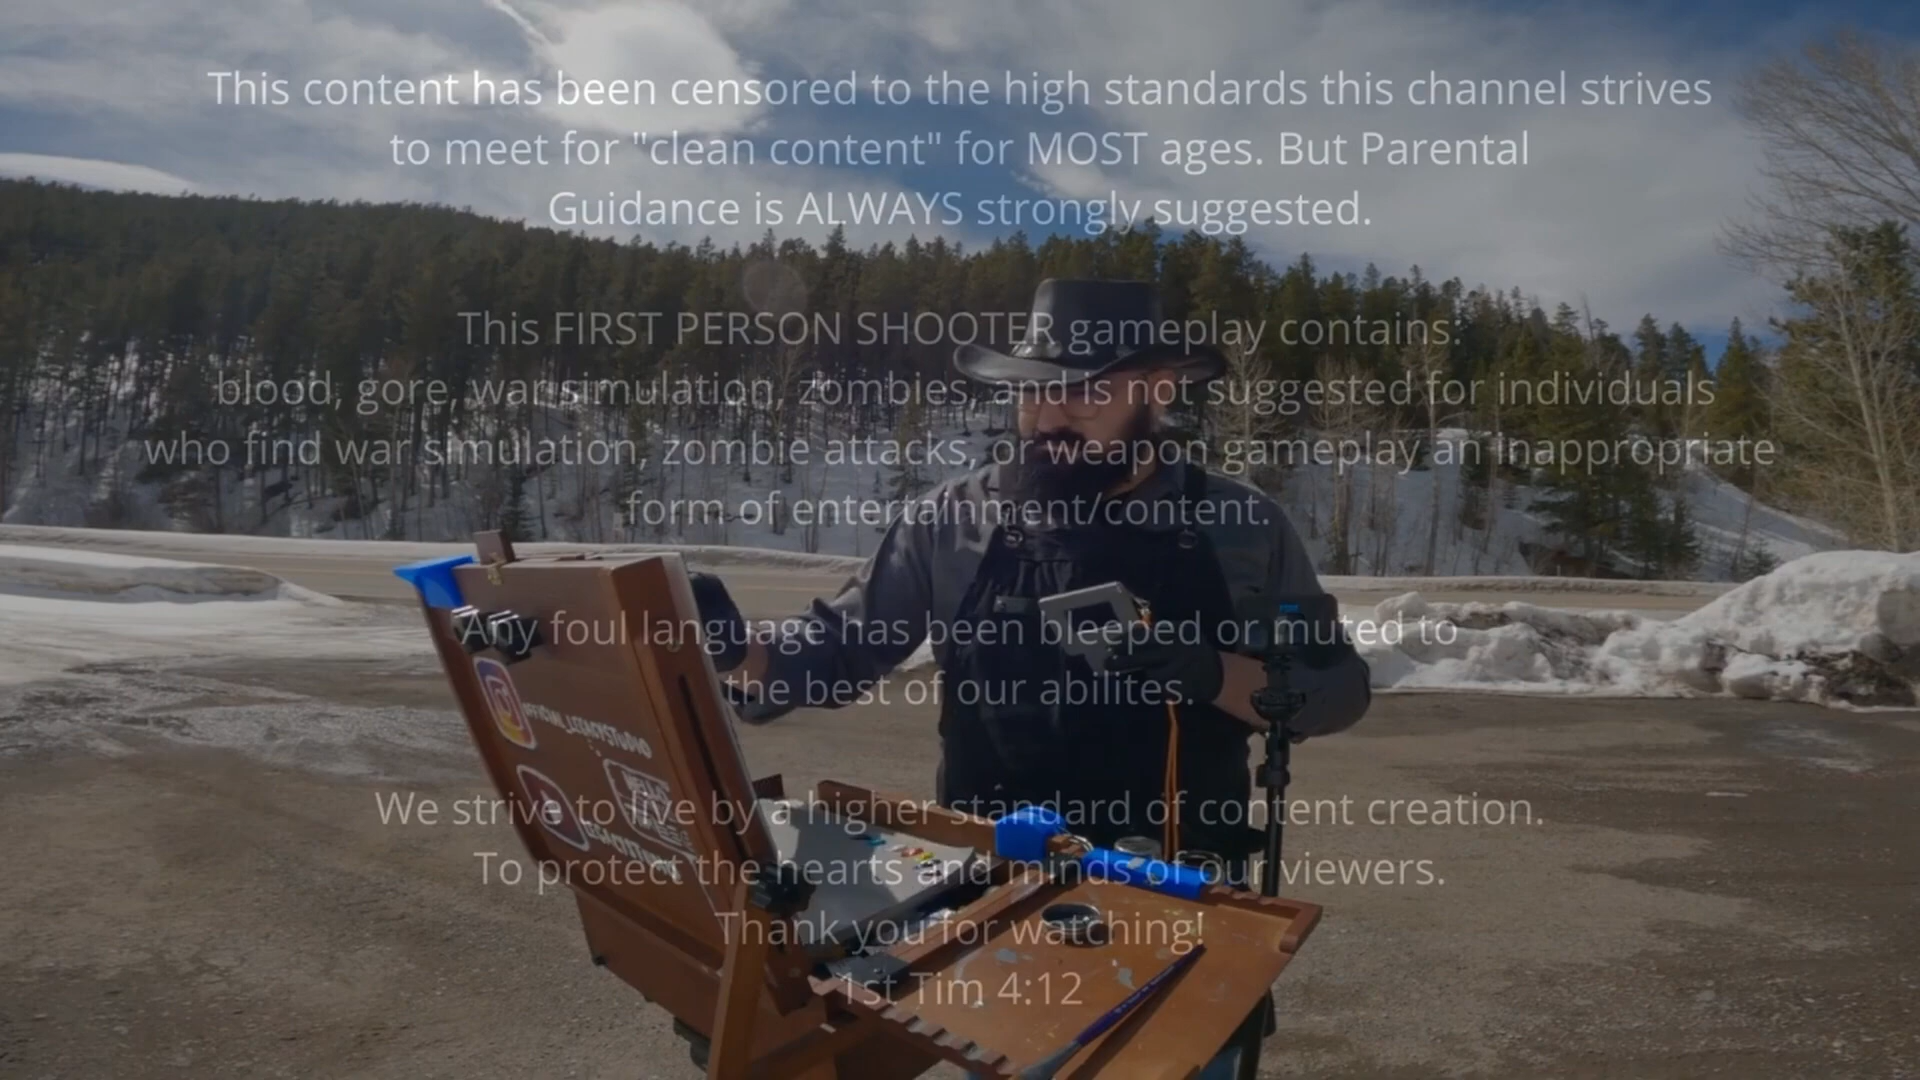 This content has been censored to the high standards this channel strives
to meet for "clean content" for MOST ages. But Parental
Guidance is ALWAYS strongly suggested.
This FIRST PERSON SHOOTER gameplay contains:
blood, gore, war simulation, zombies, and is not suggested for individuals
who find war simulation, zombie attacks, or weapon gameplay an inappropriate
form of entertainment/content.
Any foul language has been bleeped or muted to
the best of our abilites.
OFFICIAL_LEGACYSTUDIO
We strive to live by a higher standard of content creation.
To protect the hearts and minds of our viewers.
Thank you for watching!
1st Tim 4:12